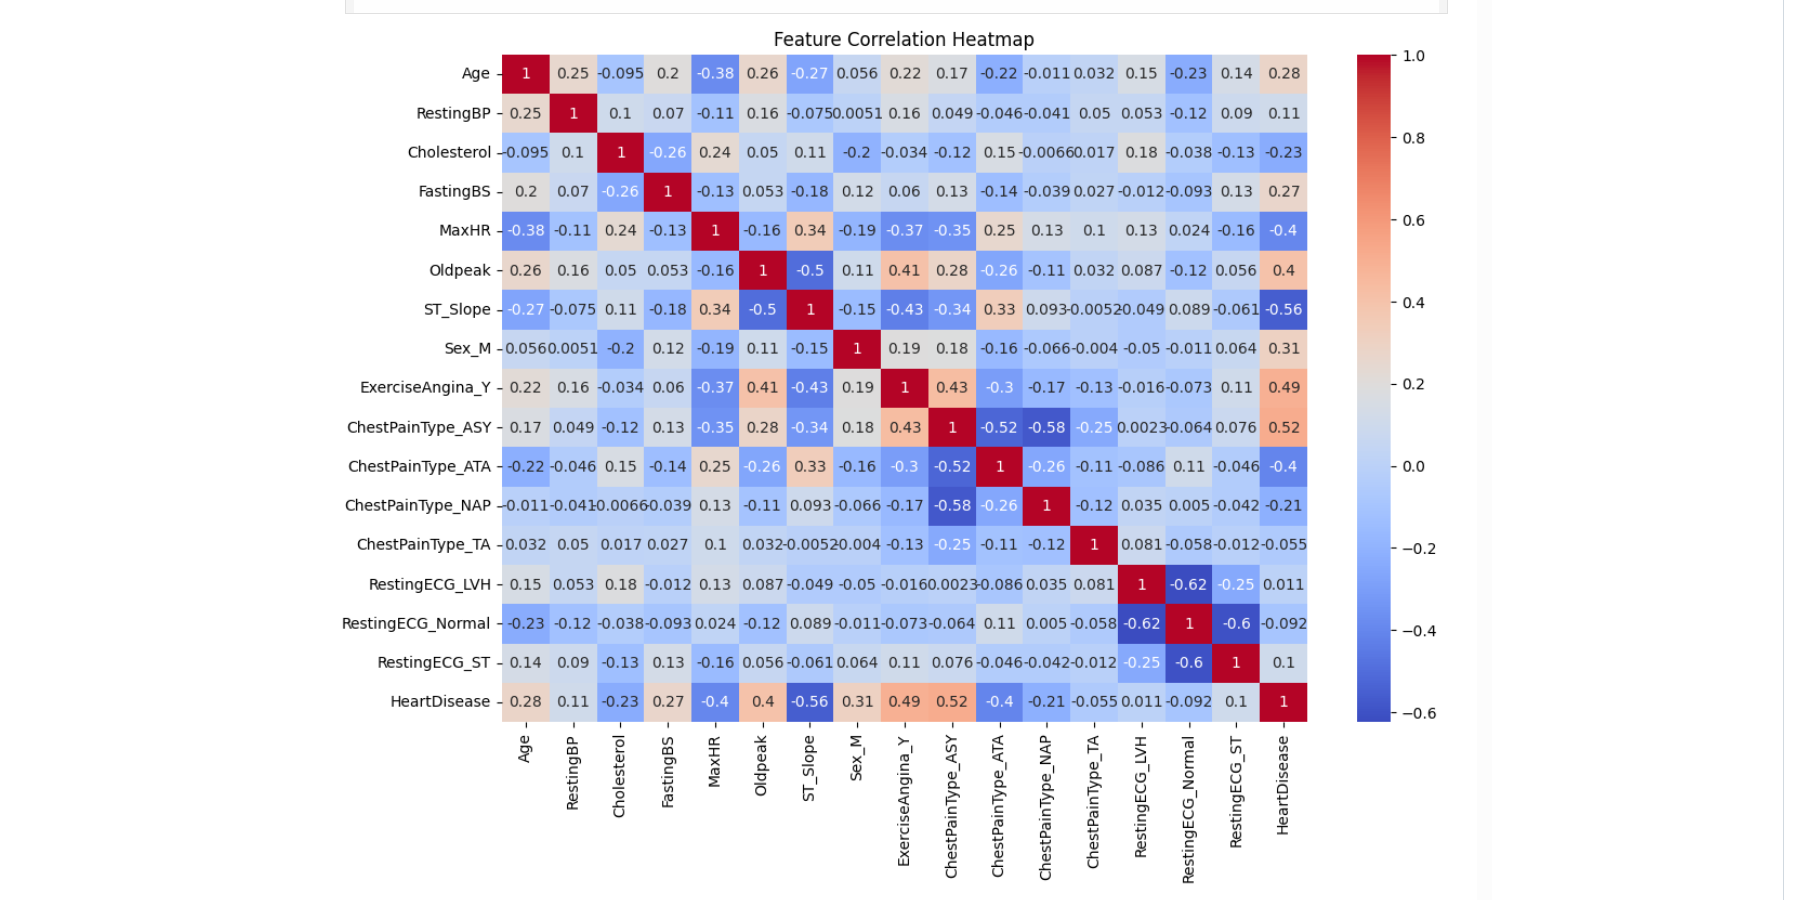 Feature Correlation Heatmap
Age 1 0.25 -0.095 0.2 -0.38 0.26 -0.27 0.056 0.22 0.17 -0.22 -0.011 0.032 0.15 -0.23 0.14 0.28
RestingBP 0.25 1 0.1 0.07 -0.11 0.16 -0.075 0.0051 0.16 0.049 -0.046 -0.041 0.05 0.053 -0.12 0.09 0.11
Cholesterol -0.095 0.1 1 -0.26 0.24 0.05 0.11 -0.2 -0.034 -0.12 0.15 -0.0066 0.017 0.18 -0.038 -0.13 -0.23
FastingBS 0.2 0.07 -0.26 1 -0.13 0.053 -0.18 0.12 0.06 0.13 -0.14 -0.039 0.027 -0.012 -0.093 0.13 0.27
MaxHR -0.38 -0.11 0.24 -0.13 1 -0.16 0.34 -0.19 -0.37 -0.35 0.25 0.13 0.1 0.13 0.024 -0.16 -0.4
Oldpeak 0.26 0.16 0.05 0.053 -0.16 1 -0.5 0.11 0.41 0.28 -0.26 -0.11 0.032 0.087 -0.12 0.056 0.4
ST_Slope -0.27 -0.075 0.11 -0.18 0.34 -0.5 1 -0.15 -0.43 -0.34 0.33 0.093 -0.0052 -0.049 0.089 -0.061 -0.56
Sex_M 0.056 0.0051 -0.2 0.12 -0.19 0.11 -0.15 1 0.19 0.18 -0.16 -0.066 -0.004 -0.05 -0.011 0.064 0.31
ExerciseAngina_Y 0.22 0.16 -0.034 0.06 -0.37 0.41 -0.43 0.19 1 0.43 -0.3 -0.17 -0.13 -0.016 -0.073 0.11 0.49
ChestPainType_ASY 0.17 0.049 -0.12 0.13 -0.35 0.28 -0.34 0.18 0.43 1 -0.52 -0.58 -0.25 0.0023 -0.064 0.076 0.52
ChestPainType_ATA -0.22 -0.046 0.15 -0.14 0.25 -0.26 0.33 -0.16 -0.3 -0.52 1 -0.26 -0.11 -0.086 0.11 -0.046 -0.4
ChestPainType_NAP -0.011 -0.041 -0.0066 -0.039 0.13 -0.11 0.093 -0.066 -0.17 -0.58 -0.26 1 -0.12 0.035 0.005 -0.042 -0.21
ChestPainType_TA 0.032 0.05 0.017 0.027 0.1 0.032 -0.0052 -0.004 -0.13 -0.25 -0.11 -0.12 1 0.081 -0.058 -0.012 -0.055
RestingECG_LVH 0.15 0.053 0.18 -0.012 0.13 0.087 -0.049 -0.05 -0.016 0.0023 -0.086 0.035 0.081 1 -0.62 -0.25 0.011
RestingECG_Normal -0.23 -0.12 -0.038 -0.093 0.024 -0.12 0.089 -0.011 -0.073 -0.064 0.11 0.005 -0.058 -0.62 1 -0.6 -0.092
RestingECG_ST 0.14 0.09 -0.13 0.13 -0.16 0.056 -0.061 0.064 0.11 0.076 -0.046 -0.042 -0.012 -0.25 -0.6 1 0.1
HeartDisease 0.28 0.11 -0.23 0.27 -0.4 0.4 -0.56 0.31 0.49 0.52 -0.4 -0.21 -0.055 0.011 -0.092 0.1 1
Age
RestingBP
Cholesterol
FastingBS
MaxHR
Oldpeak
ST_Slope
Sex_M
ExerciseAngina_Y
ChestPainType_ASY
ChestPainType_ATA
ChestPainType_NAP
ChestPainType_TA
RestingECG_LVH
RestingECG_Normal
RestingECG_ST
HeartDisease
1.0
0.8
0.6
0.4
0.2
0.0
−0.2
−0.4
−0.6